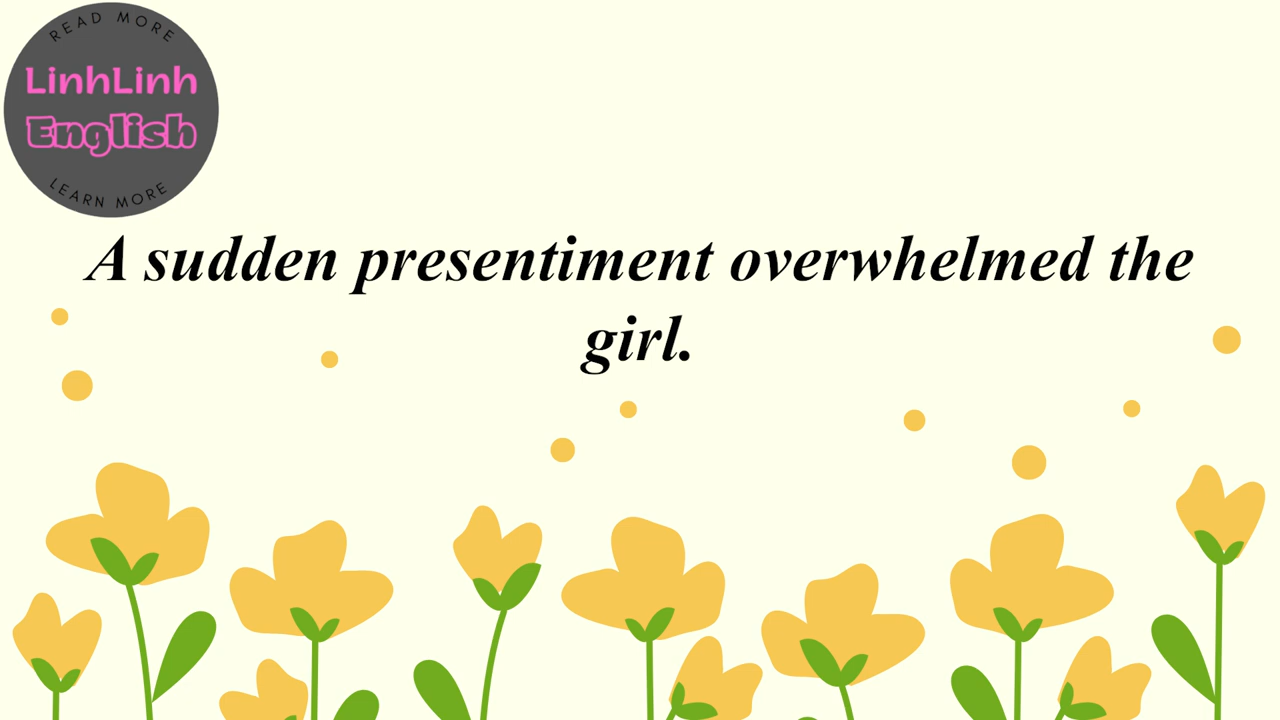 READ MORE
LinhLinh
English
LEARN MORE
A sudden presentiment overwhelmed the
girl.